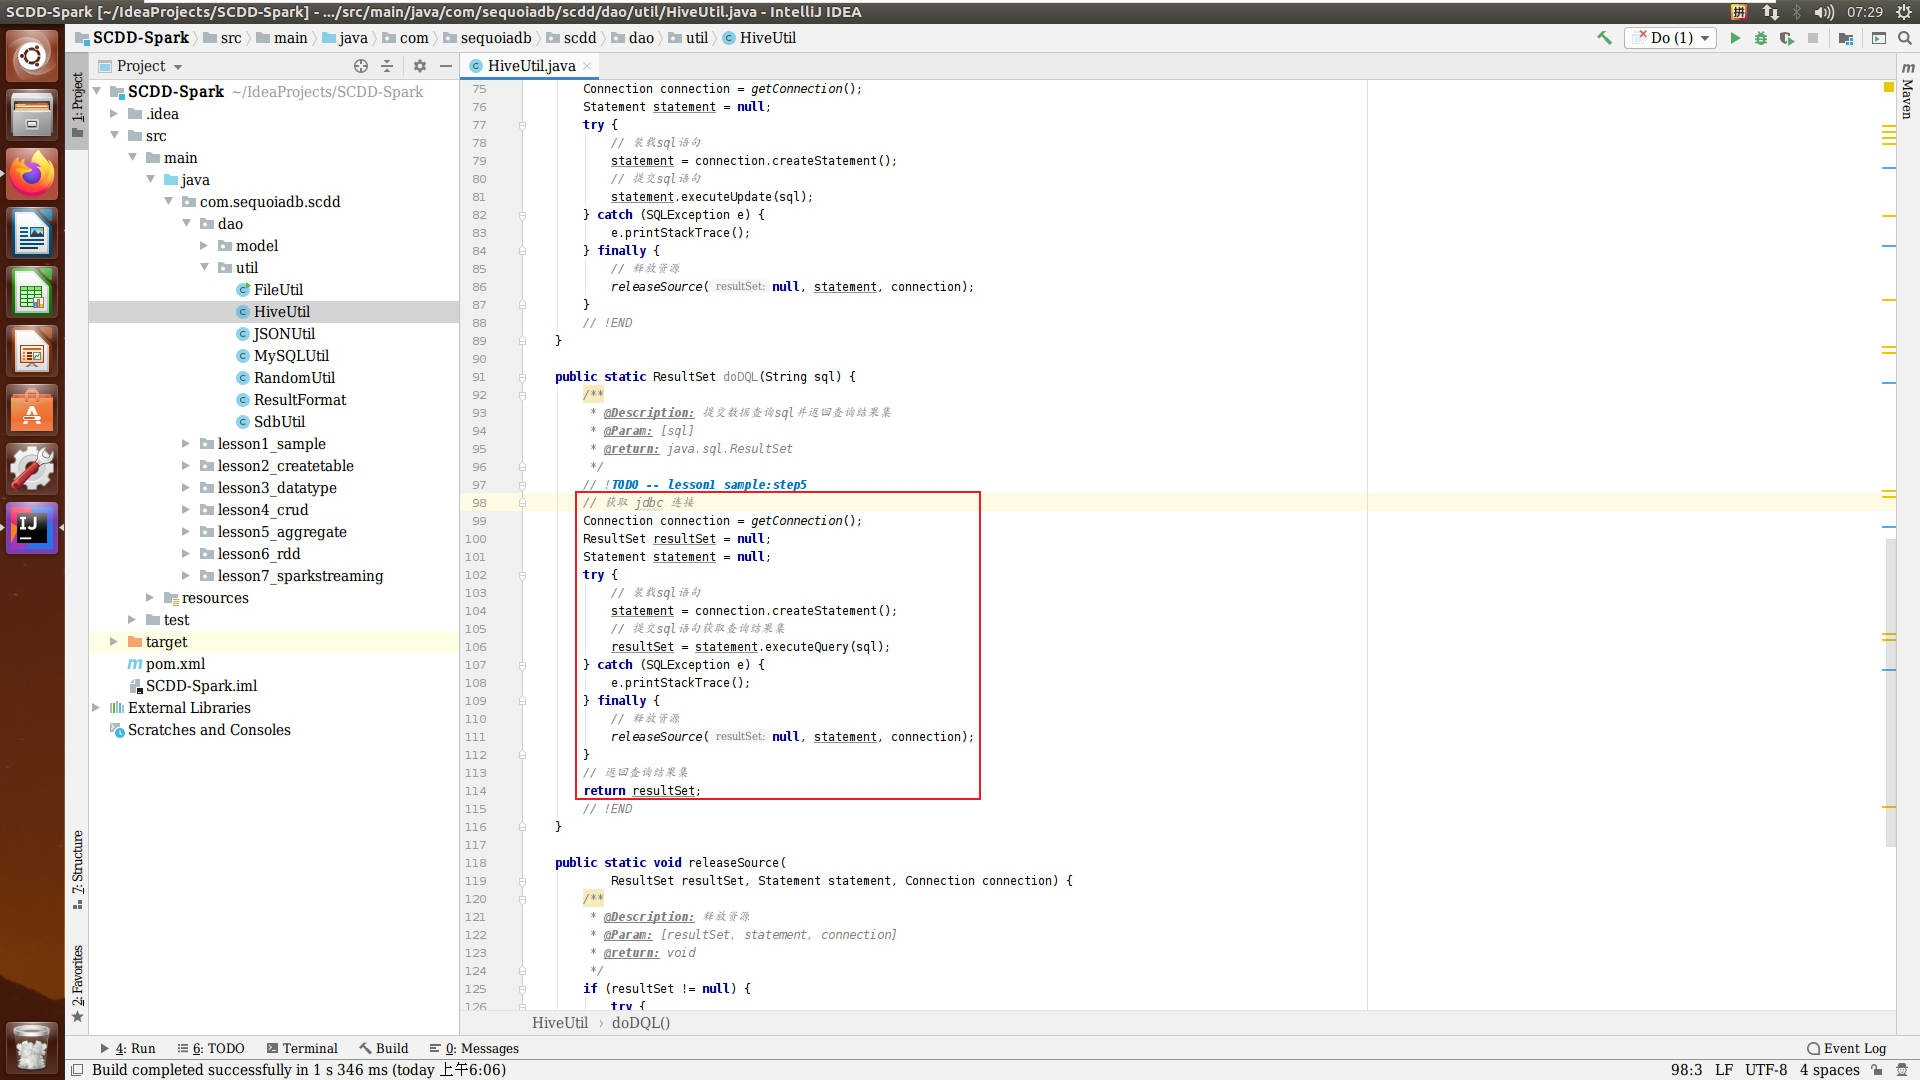 SCDD-Spark [~/IdeaProjects/SCDD-Spark] - .../src/main/java/com/sequoiadb/scdd/dao/util/HiveUtil.java - IntelliJ IDEA
拼 07:29
SCDD-Spark src main java com sequoiadb scdd dao util HiveUtil
Do (1)
Project
HiveUtil.java
1: Project
SCDD-Spark ~/IdeaProjects/SCDD-Spark
.idea
src
main
java
com.sequoiadb.scdd
dao
model
util
FileUtil
HiveUtil
JSONUtil
MySQLUtil
RandomUtil
ResultFormat
SdbUtil
lesson1_sample
lesson2_createtable
lesson3_datatype
lesson4_crud
lesson5_aggregate
lesson6_rdd
lesson7_sparkstreaming
resources
test
target
pom.xml
SCDD-Spark.iml
External Libraries
Scratches and Consoles
7: Structure
2: Favorites
75 Connection connection = getConnection();
76 Statement statement = null;
77 try {
78 // 装载sql语句
79 statement = connection.createStatement();
80 // 提交sql语句
81 statement.executeUpdate(sql);
82 } catch (SQLException e) {
83 e.printStackTrace();
84 } finally {
85 // 释放资源
86 releaseSource( resultSet: null, statement, connection);
87 }
88 // !END
89 }
90
91 public static ResultSet doDQL(String sql) {
92 /**
93 * @Description: 提交数据查询sql并返回查询结果集
94 * @Param: [sql]
95 * @return: java.sql.ResultSet
96 */
97 // !TODO -- lesson1_sample:step5
98 // 获取 jdbc 连接
99 Connection connection = getConnection();
100 ResultSet resultSet = null;
101 Statement statement = null;
102 try {
103 // 装载sql语句
104 statement = connection.createStatement();
105 // 提交sql语句获取查询结果集
106 resultSet = statement.executeQuery(sql);
107 } catch (SQLException e) {
108 e.printStackTrace();
109 } finally {
110 // 释放资源
111 releaseSource( resultSet: null, statement, connection);
112 }
113 // 返回查询结果集
114 return resultSet;
115 // !END
116 }
117
118 public static void releaseSource(
119 ResultSet resultSet, Statement statement, Connection connection) {
120 /**
121 * @Description: 释放资源
122 * @Param: [resultSet, statement, connection]
123 * @return: void
124 */
125 if (resultSet != null) {
126 try {
HiveUtil › doDQL()
m Maven
4: Run 6: TODO Terminal Build 0: Messages Event Log
Build completed successfully in 1 s 346 ms (today 上午6:06) 98:3 LF UTF-8 4 spaces